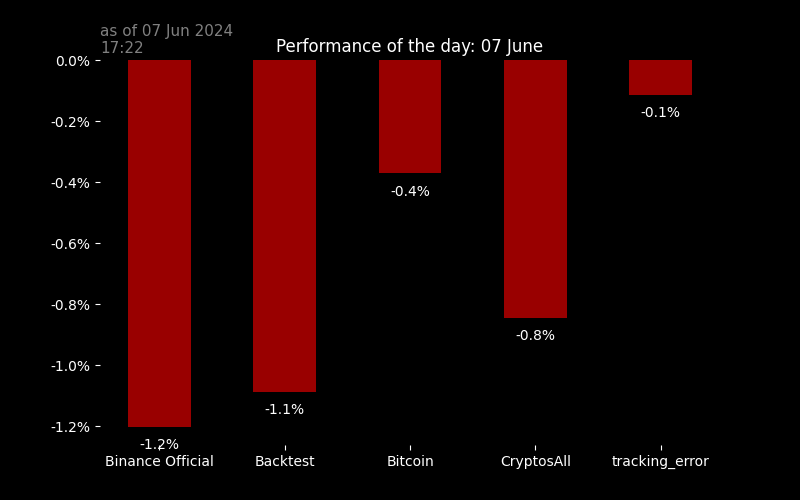 as of 07 Jun 2024
17:22
Performance of the day: 07 June
0.0%
-0.2%
-0.4%
-0.6%
-0.8%
-1.0%
-1.2%
-1.2%
-1.1%
-0.4%
-0.8%
-0.1%
Binance Official
Backtest
Bitcoin
CryptosAll
tracking_error